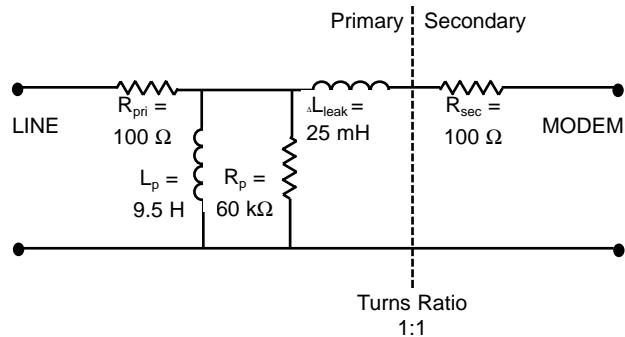 Primary Secondary
LINE
R_pri =
100 Ω
ΔL_leak =
25 mH
R_sec =
100 Ω
MODEM
L_p =
9.5 H
R_p =
60 kΩ
Turns Ratio
1:1